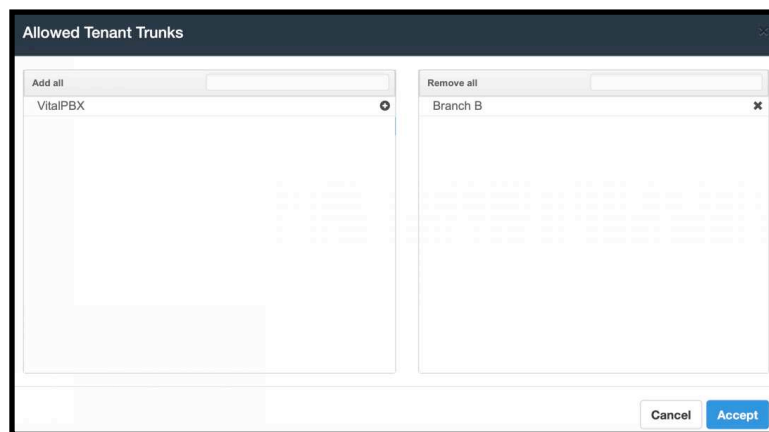 Allowed Tenant Trunks
Add all
Remove all
VitalPBX
Branch B
Cancel
Accept